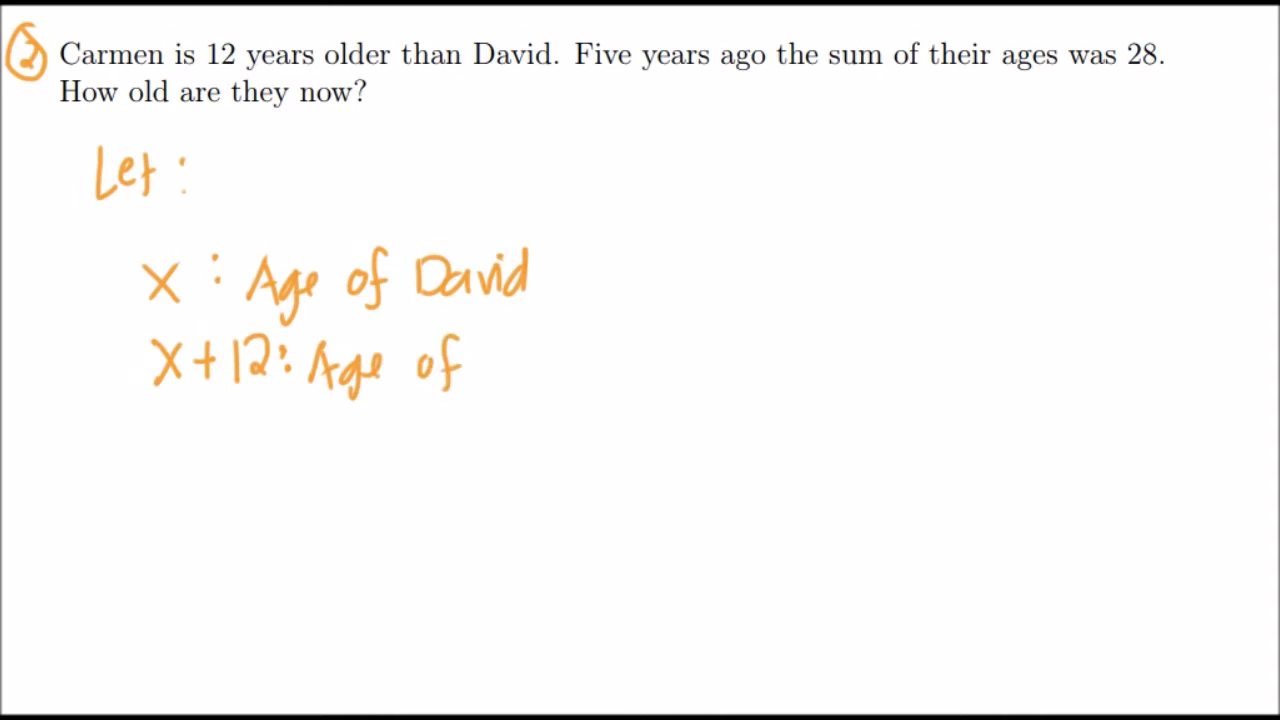 ② Carmen is 12 years older than David. Five years ago the sum of their ages was 28.
How old are they now?
Let :
X : Age of David
X + 12 : Age of